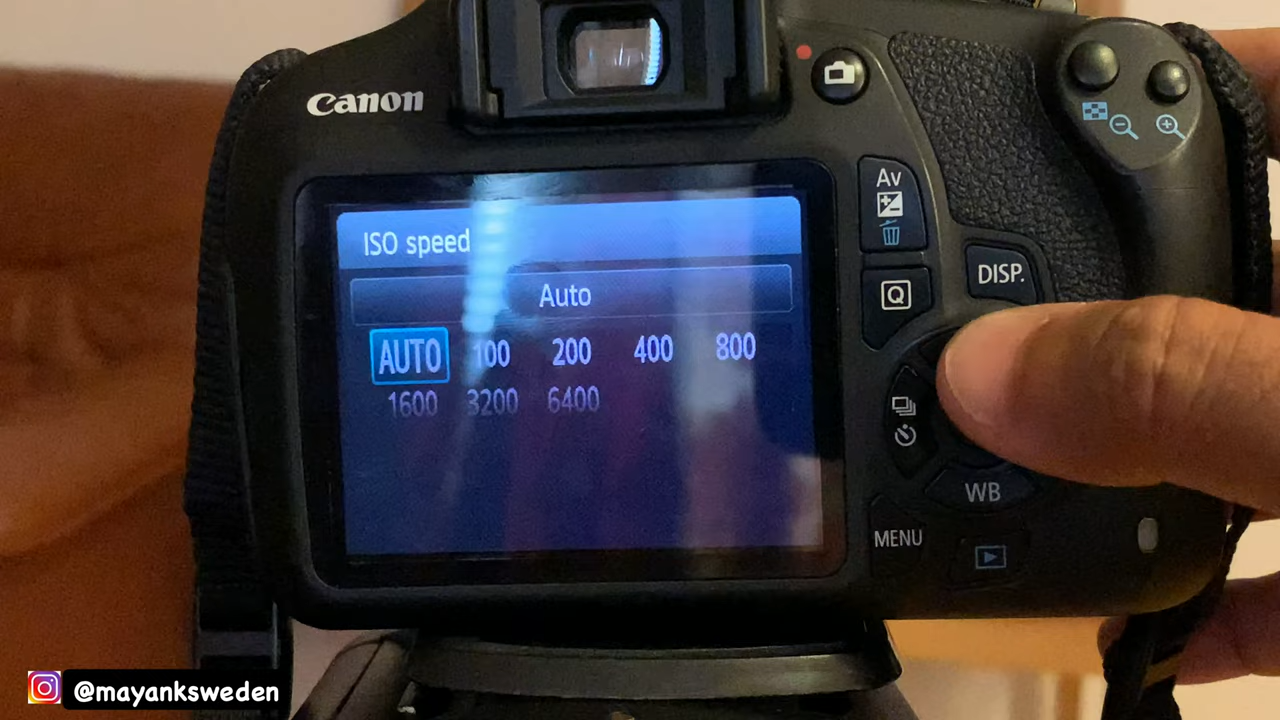 Canon
Av
ISO speed
DISP.
Q
Auto
AUTO 100 200 400 800
1600 3200 6400
WB
MENU
@mayanksweden